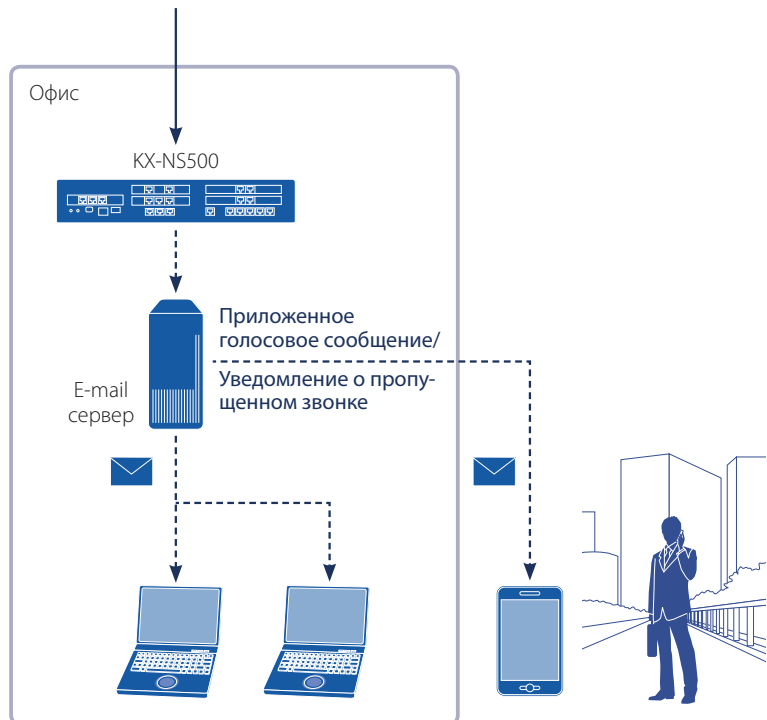 Офис
KX-NS500
Приложенное
голосовое сообщение/
Уведомление о пропу-
щенном звонке
E-mail
сервер